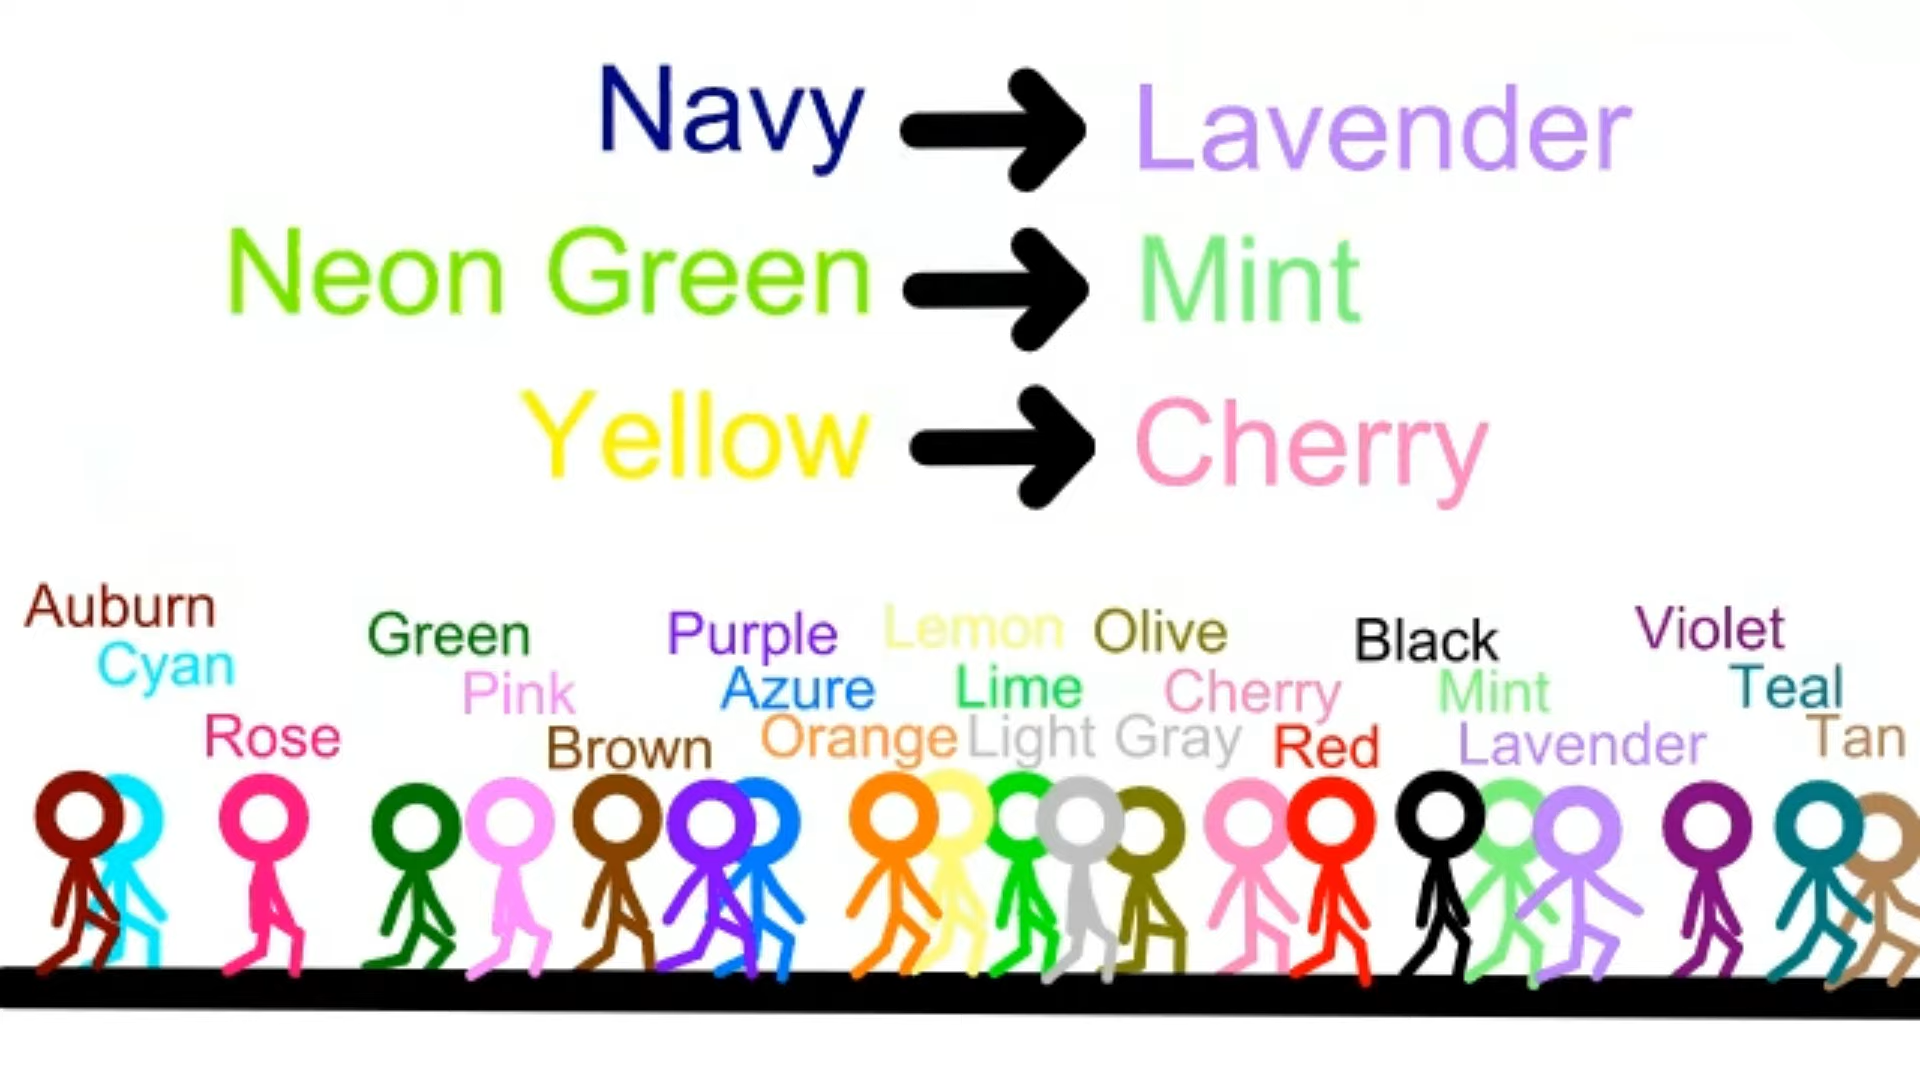 Navy Lavender
Neon Green Mint
Yellow Cherry
Auburn
Cyan
Rose
Green
Pink
Brown
Purple
Azure
Orange
Lemon
Lime
Light Gray
Olive
Cherry
Red
Black
Mint
Lavender
Violet
Teal
Tan